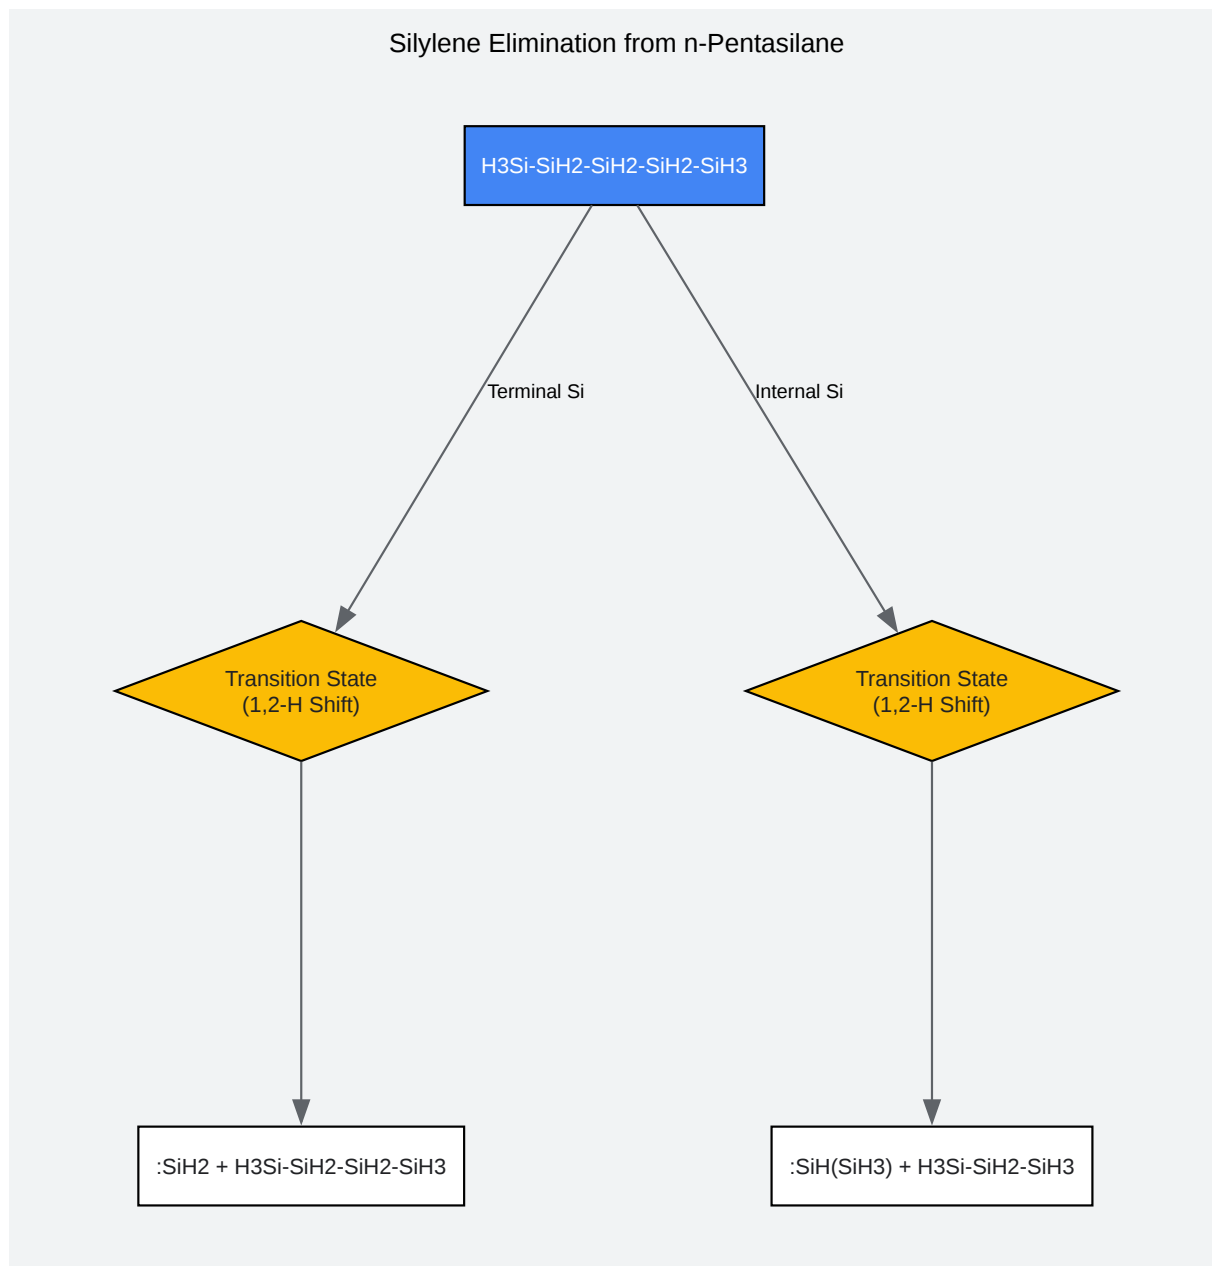 Silylene Elimination from n-Pentasilane
H3Si-SiH2-SiH2-SiH2-SiH3
Terminal Si
Internal Si
Transition State
(1,2-H Shift)
Transition State
(1,2-H Shift)
:SiH2 + H3Si-SiH2-SiH2-SiH3
:SiH(SiH3) + H3Si-SiH2-SiH3